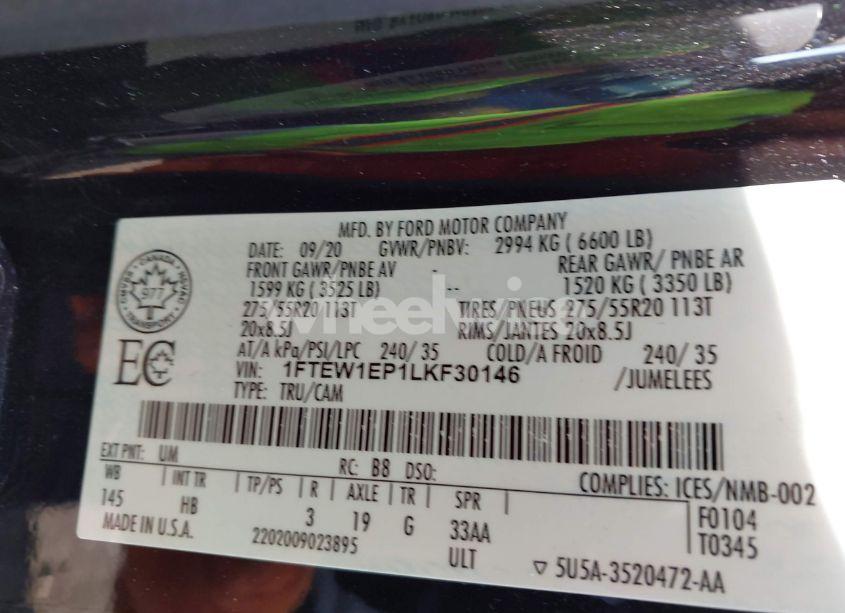 MFD. BY FORD MOTOR COMPANY
DATE: 09/20 GVWR/PNBV: 2994 KG ( 6600 LB)
FRONT GAWR/PNBE AV - REAR GAWR/ PNBE AR
1599 KG ( 3525 LB) -- 1520 KG ( 3350 LB)
275/55R20 113T TIRES/PNEUS 275/55R20 113T
20x8.5J RIMS/JANTES 20x8.5J
AT/A kPa/PSI/LPC 240/ 35 COLD/A FROID 240/ 35
VIN: 1FTEW1EP1LKF30146 /JUMELEES
TYPE: TRU/CAM
CANADA
977
TRANSPORT
EC
EXT PNT: UM RC: B8 DSO: COMPLIES: ICES/NMB-002
WB INT TR TP/PS R AXLE TR SPR F0104
145 HB 3 19 G 33AA T0345
MADE IN U.S.A. 2202009023895 ULT ▽ 5U5A-3520472-AA